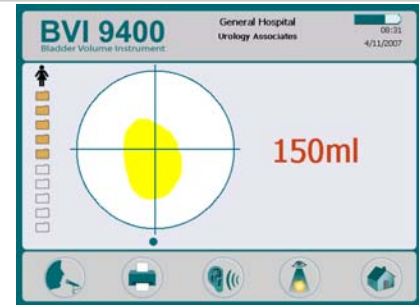 BVI 9400
Bladder Volume Instrument
General Hospital
Urology Associates
08:31
4/11/2007
150ml